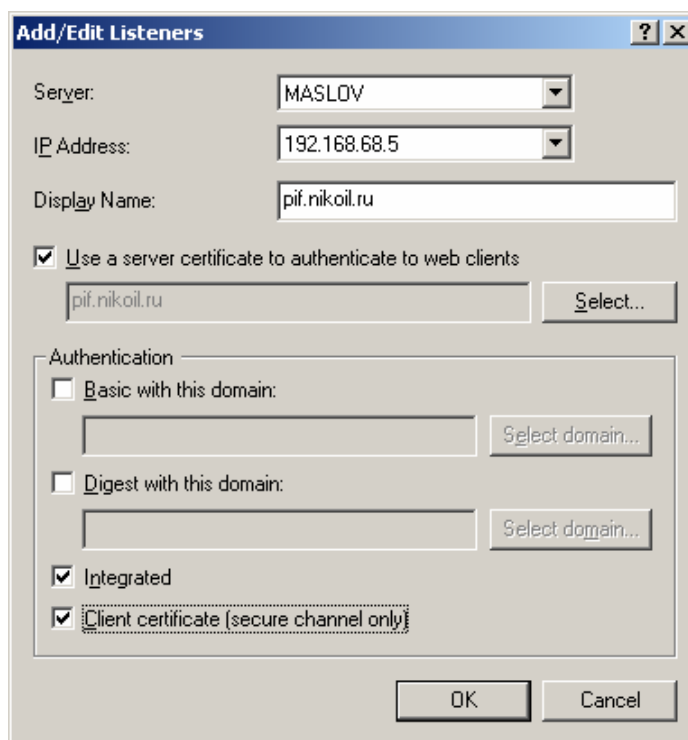 Add/Edit Listeners
Server:
MASLOV
IP Address:
192.168.68.5
Display Name:
pif.nikoil.ru
Use a server certificate to authenticate to web clients
pif.nikoil.ru
Select...
Authentication
Basic with this domain:
Select domain...
Digest with this domain:
Select domain...
Integrated
Client certificate (secure channel only)
OK
Cancel